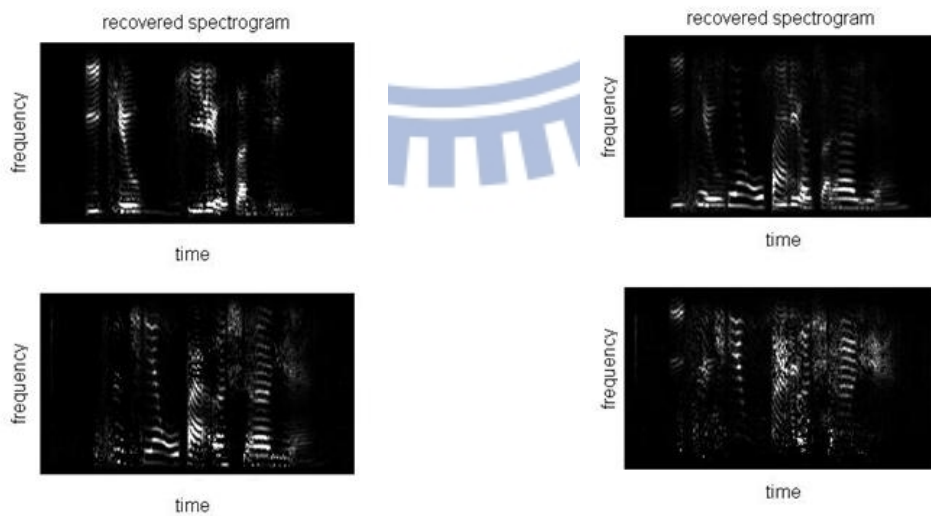 recovered spectrogram
frequency
time
frequency
time
recovered spectrogram
frequency
time
frequency
time